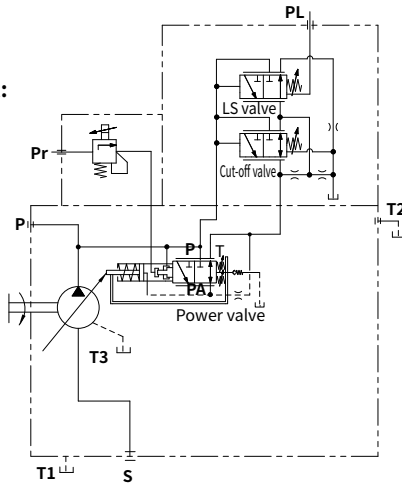 PL
:
LS valve
Pr
Cut-off valve
T2
P
P T
PA
Power valve
T3
T1
S